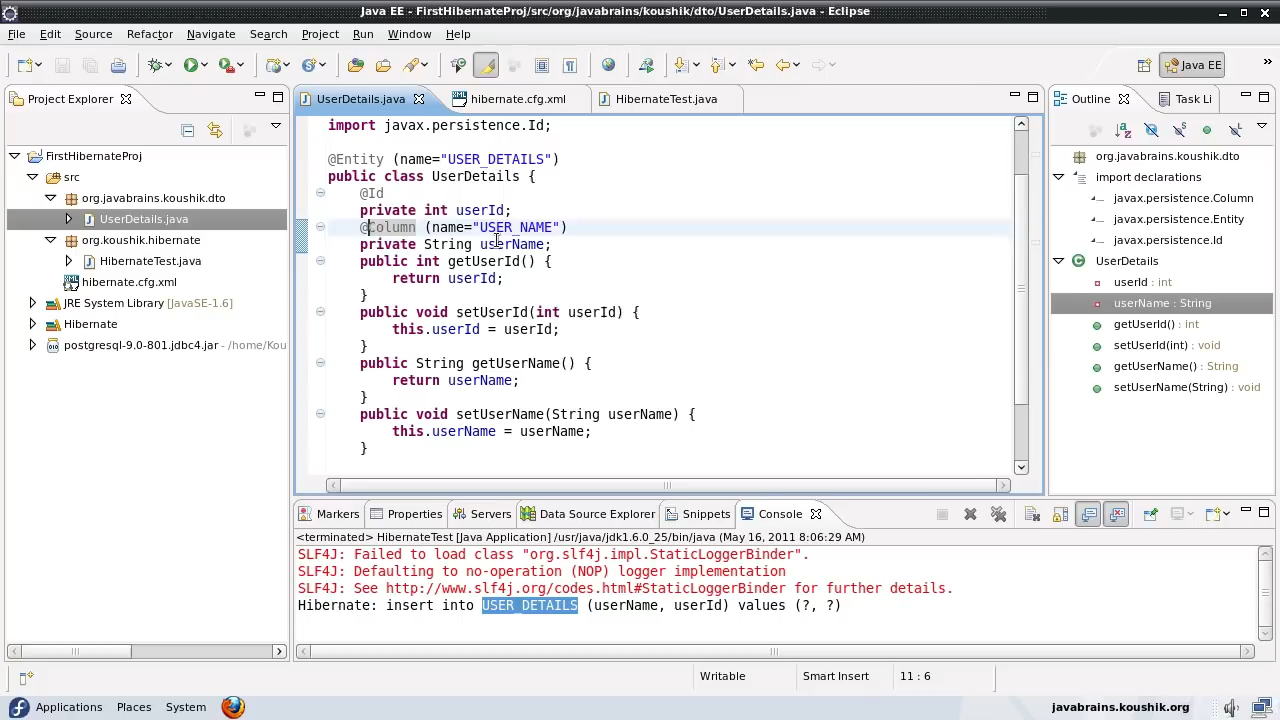 Java EE - FirstHibernateProj/src/org/javabrains/koushik/dto/UserDetails.java - Eclipse
File Edit Source Refactor Navigate Search Project Run Window Help
Java EE
Project Explorer
FirstHibernateProj
src
org.javabrains.koushik.dto
UserDetails.java
org.koushik.hibernate
HibernateTest.java
hibernate.cfg.xml
JRE System Library [JavaSE-1.6]
Hibernate
postgresql-9.0-801.jdbc4.jar - /home/Kou
UserDetails.java hibernate.cfg.xml HibernateTest.java
import javax.persistence.Id;
@Entity (name="USER_DETAILS")
public class UserDetails {
@Id
private int userId;
@Column (name="USER_NAME")
private String userName;
public int getUserId() {
return userId;
}
public void setUserId(int userId) {
this.userId = userId;
}
public String getUserName() {
return userName;
}
public void setUserName(String userName) {
this.userName = userName;
}
Outline Task Li
org.javabrains.koushik.dto
import declarations
javax.persistence.Column
javax.persistence.Entity
javax.persistence.Id
UserDetails
userId : int
userName : String
getUserId() : int
setUserId(int) : void
getUserName() : String
setUserName(String) : void
Markers Properties Servers Data Source Explorer Snippets Console
<terminated> HibernateTest [Java Application] /usr/java/jdk1.6.0_25/bin/java (May 16, 2011 8:06:29 AM)
SLF4J: Failed to load class "org.slf4j.impl.StaticLoggerBinder".
SLF4J: Defaulting to no-operation (NOP) logger implementation
SLF4J: See http://www.slf4j.org/codes.html#StaticLoggerBinder for further details.
Hibernate: insert into USER_DETAILS (userName, userId) values (?, ?)
Writable Smart Insert 11 : 6
Applications Places System javabrains.koushik.org